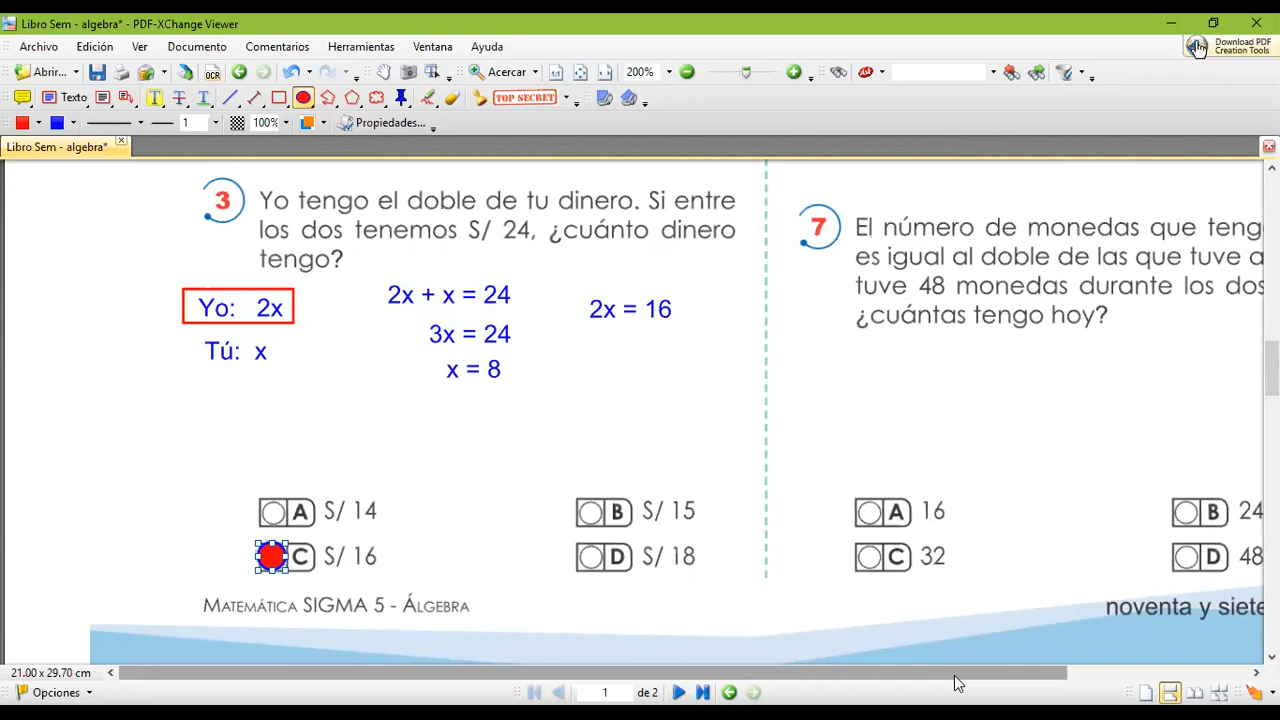 Libro Sem - algebra* - PDF-XChange Viewer
Archivo Edición Ver Documento Comentarios Herramientas Ventana Ayuda
Download PDF
Creation Tools
Abrir... OCR Acercar 1:1 200%
Texto T T T TOP SECRET
1 100% Propiedades...
Libro Sem - algebra*
3 Yo tengo el doble de tu dinero. Si entre
los dos tenemos S/ 24, ¿cuánto dinero
tengo?
Yo: 2x
Tú: x
2x + x = 24
3x = 24
x = 8
2x = 16
A S/ 14
B S/ 15
C S/ 16
D S/ 18
MATEMÁTICA SIGMA 5 - ÁLGEBRA
7 El número de monedas que teng
es igual al doble de las que tuve a
tuve 48 monedas durante los dos
¿cuántas tengo hoy?
A 16
B 24
C 32
D 48
noventa y siete
21.00 x 29.70 cm
Opciones 1 de 2